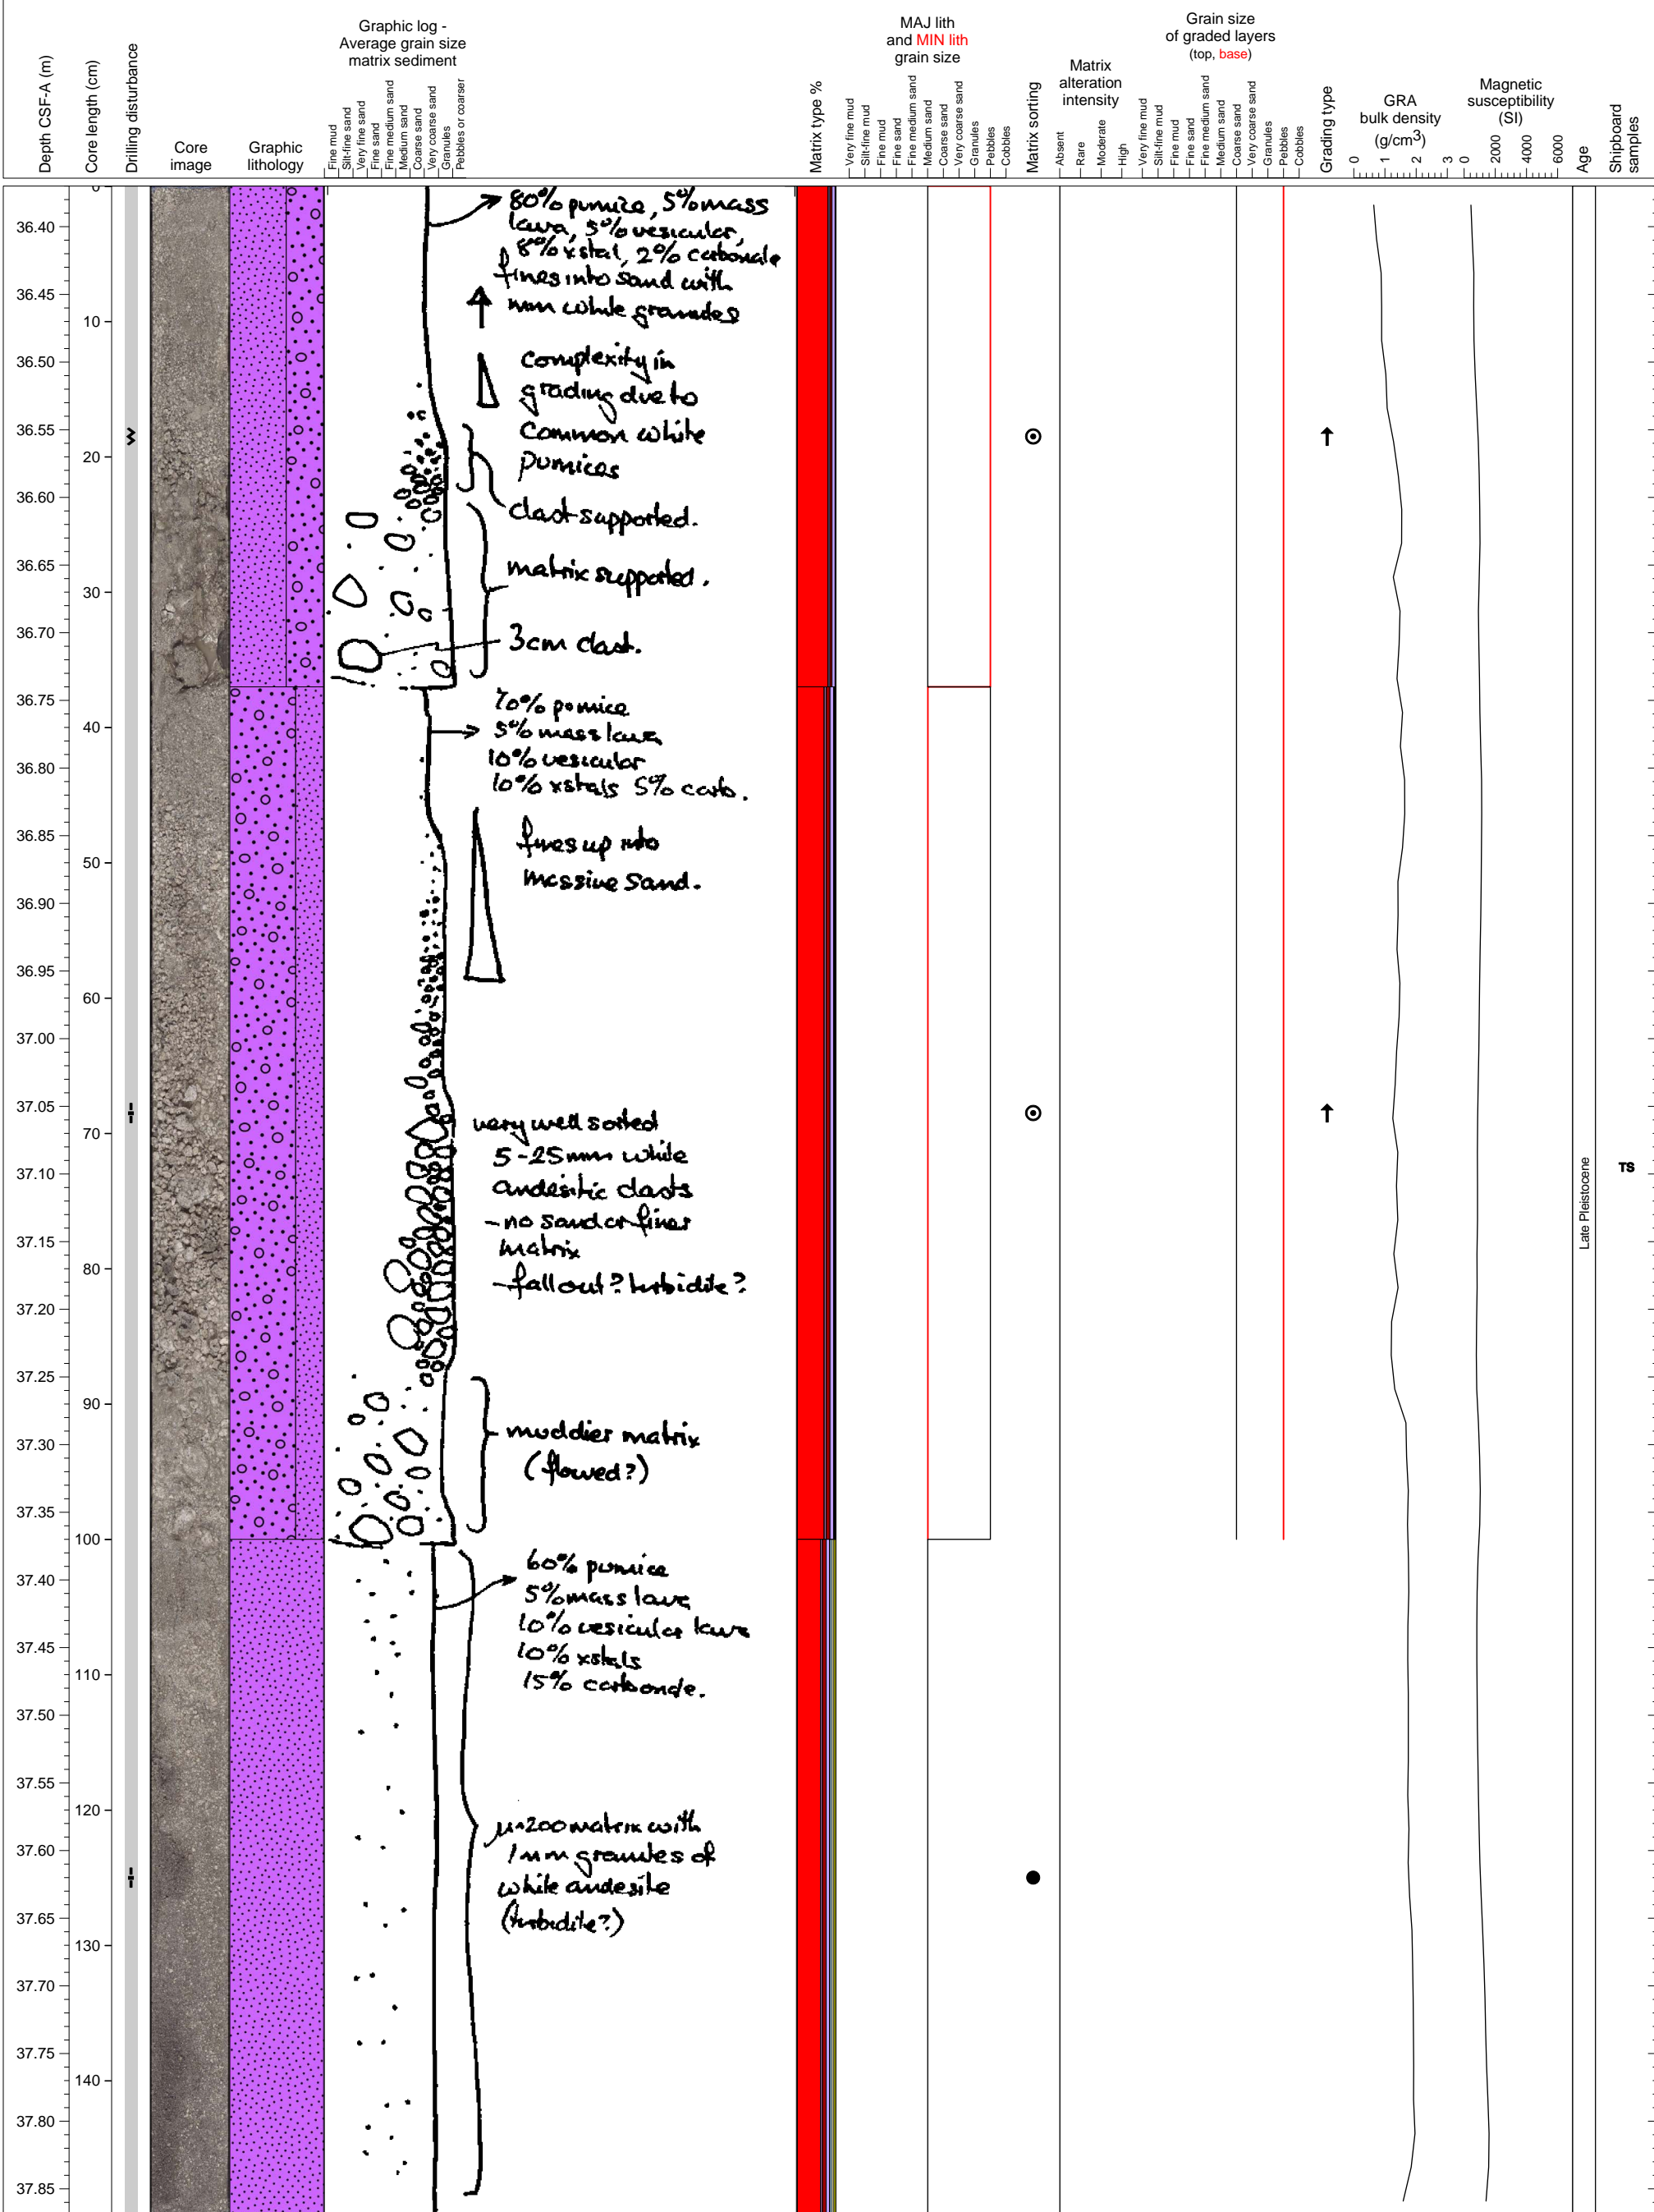 Depth CSF-A (m)
Core length (cm)
Drilling disturbance
Core
image
Graphic
lithology
Graphic log -
Average grain size
matrix sediment
Fine mud
Silt-fine sand
Very fine sand
Fine sand
Fine medium sand
Medium sand
Coarse sand
Very coarse sand
Granules
Pebbles or coarser
Matrix type %
MAJ lith
and MIN lith
grain size
Very fine mud
Silt-fine mud
Fine mud
Fine sand
Fine medium sand
Medium sand
Coarse sand
Very coarse sand
Granules
Pebbles
Cobbles
Matrix sorting
Matrix
alteration
intensity
Absent
Rare
Moderate
High
Grain size
of graded layers
(top, base)
Very fine mud
Silt-fine mud
Fine mud
Fine sand
Fine medium sand
Medium sand
Coarse sand
Very coarse sand
Granules
Pebbles
Cobbles
Grading type
GRA
bulk density
(g/cm3)
0 1 2 3
Magnetic
susceptibility
(SI)
0 2000 4000 6000
Age
Shipboard
samples
36.40
36.45
36.50
36.55
36.60
36.65
36.70
36.75
36.80
36.85
36.90
36.95
37.00
37.05
37.10
37.15
37.20
37.25
37.30
37.35
37.40
37.45
37.50
37.55
37.60
37.65
37.70
37.75
37.80
37.85
0
10
20
30
40
50
60
70
80
90
100
110
120
130
140
80% pumice, 5% mass
lava, 5% vesicular,
8% xstal, 2% carbonate
fines into sand with
mm white granules
complexity in
grading due to
common white
pumices
clast supported.
matrix supported.
3cm clast.
70% pumice
5% mass lava
10% vesicular
10% xstals 5% carb.
fines up into
massive sand.
very well sorted
5-25mm white
andesitic clasts
- no sand or finer
matrix
- fallout? turbidite?
muddier matrix
(flowed?)
60% pumice
5% mass lava
10% vesicular lava
10% xstals
15% carbonate.
μ~200 matrix with
1mm granules of
white andesite
(turbidite?)
Late Pleistocene
TS